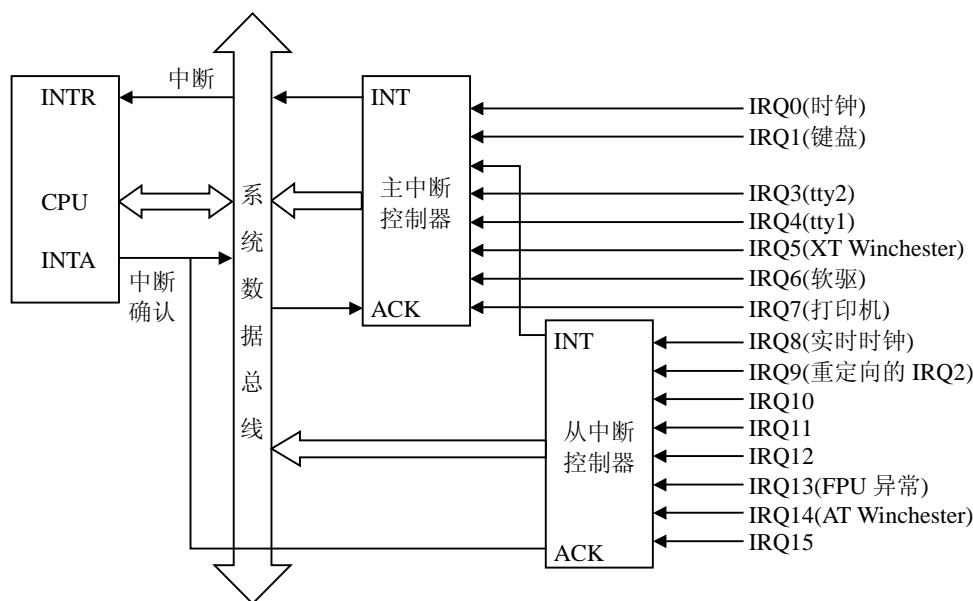 INTR
CPU
INTA
中断
中断
确认
系统数据总线
INT
主中断
控制器
ACK
INT
从中断
控制器
ACK
IRQ0(时钟)
IRQ1(键盘)
IRQ3(tty2)
IRQ4(tty1)
IRQ5(XT Winchester)
IRQ6(软驱)
IRQ7(打印机)
IRQ8(实时时钟)
IRQ9(重定向的 IRQ2)
IRQ10
IRQ11
IRQ12
IRQ13(FPU 异常)
IRQ14(AT Winchester)
IRQ15